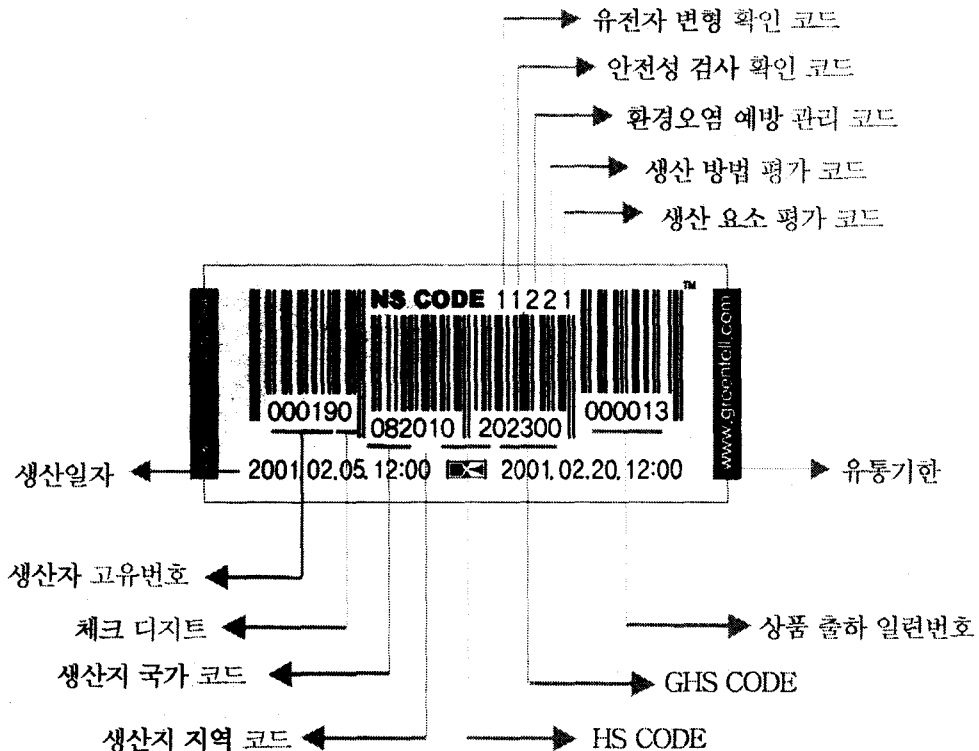 유전자 변형 확인 코드
안전성 검사 확인 코드
환경오염 예방 관리 코드
생산 방법 평가 코드
생산 요소 평가 코드
NS CODE 11221 TM
000190
082010 202300
000013
www.greentell.com
생산일자
2001.02.05. 12:00 2001.02.20. 12:00
유통기한
생산자 고유번호
체크 디지트
상품 출하 일련번호
생산지 국가 코드
GHS CODE
생산지 지역 코드
HS CODE